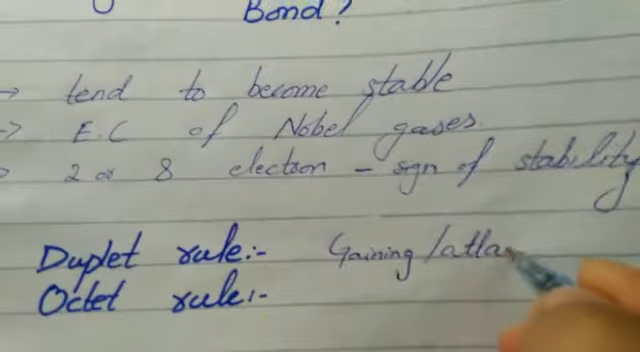 Bond?
→ tend to become stable
→ E.C of Nobel gases.
2 or 8 electron - sign of stability
Duplet rule:- Gaining /atta
Octet rule:-